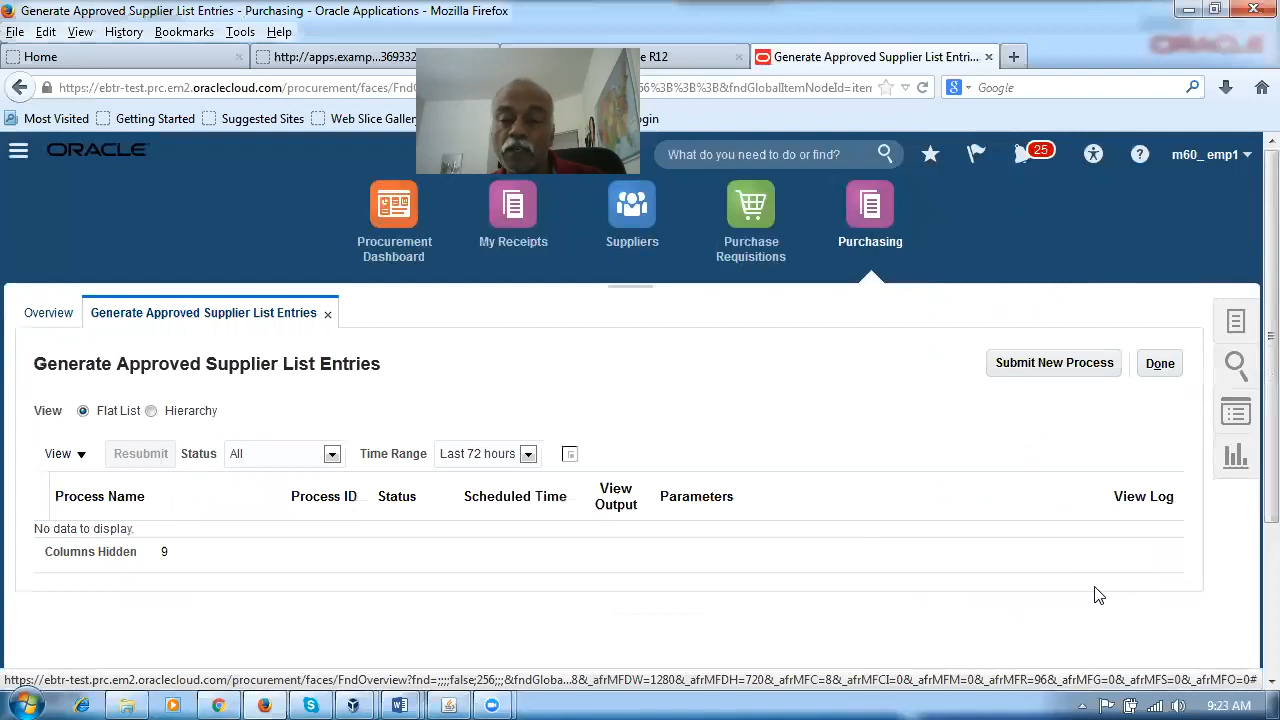 Generate Approved Supplier List Entries - Purchasing - Oracle Applications - Mozilla Firefox
File Edit View History Bookmarks Tools Help
Home
http://apps.examp...369332
e R12
Generate Approved Supplier List Entri...
https://ebtr-test.prc.em2.oraclecloud.com/procurement/faces/FndO
6%3B%3B&fndGlobalItemNodeId=item
Google
Most Visited Getting Started Suggested Sites Web Slice Gallery
ogin
ORACLE
What do you need to do or find?
25
m60_ emp1
Procurement Dashboard
My Receipts
Suppliers
Purchase Requisitions
Purchasing
Overview
Generate Approved Supplier List Entries
Generate Approved Supplier List Entries
Submit New Process
Done
View Flat List Hierarchy
View Resubmit Status All Time Range Last 72 hours
Process Name Process ID Status Scheduled Time View Output Parameters View Log
No data to display.
Columns Hidden 9
https://ebtr-test.prc.em2.oraclecloud.com/procurement/faces/FndOverview?fnd=;;;;false;256;;;&fndGloba...8&_afrMFDW=1280&_afrMFDH=720&_afrMFC=8&_afrMFCI=0&_afrMFM=0&_afrMFR=96&_afrMFG=0&_afrMFS=0&_afrMFO=0#
9:23 AM